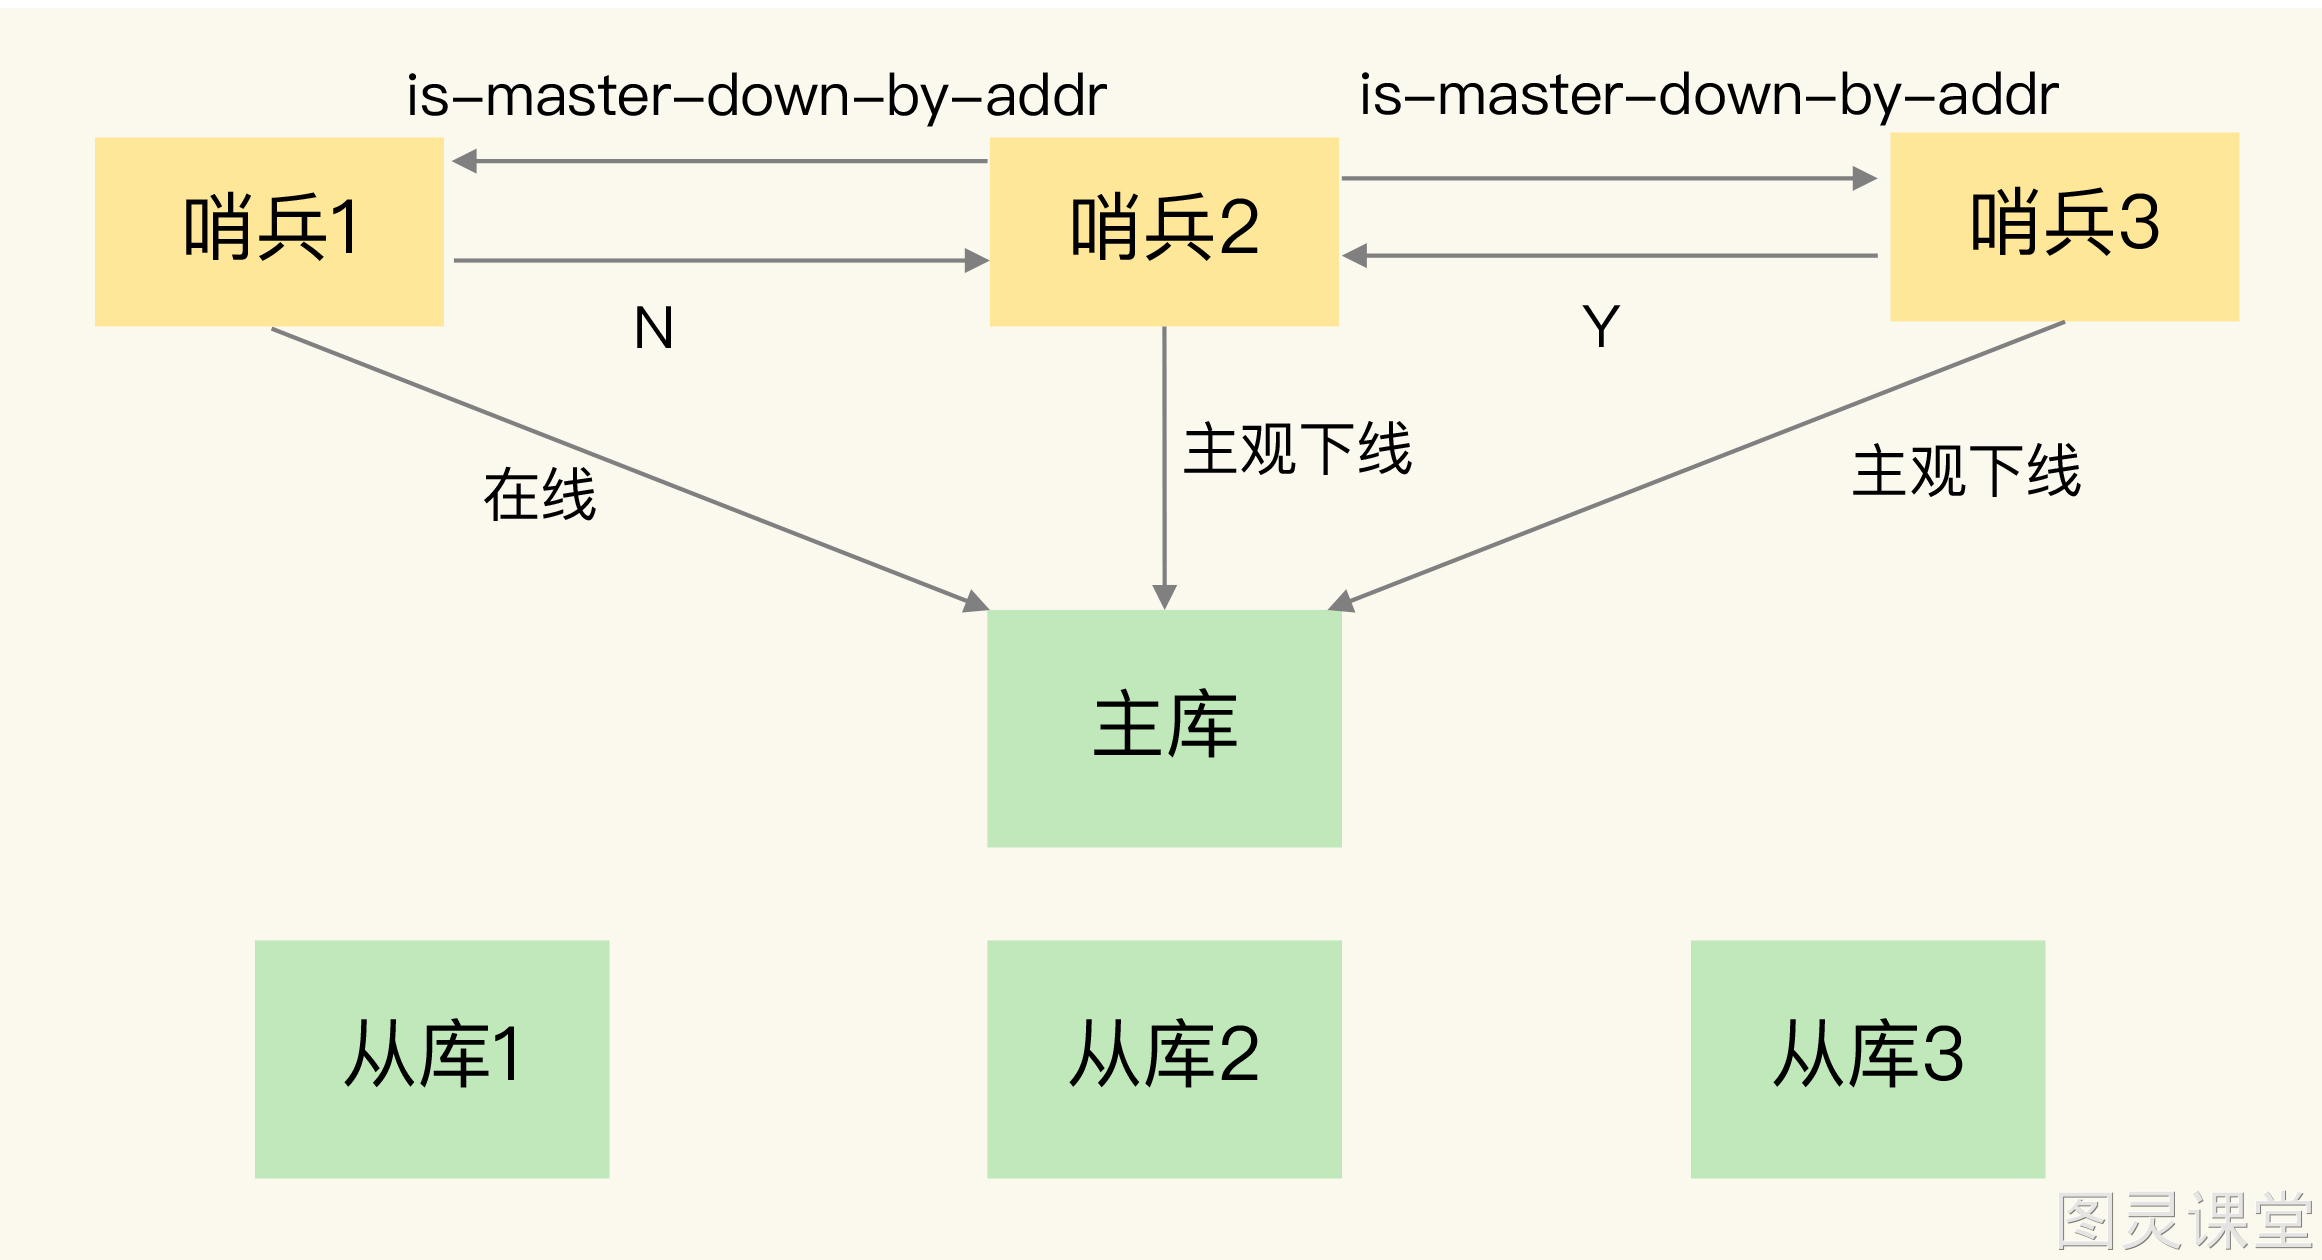 is-master-down-by-addr
is-master-down-by-addr
哨兵1
哨兵2
哨兵3
N
Y
在线
主观下线
主观下线
主库
从库1
从库2
从库3
图灵课堂